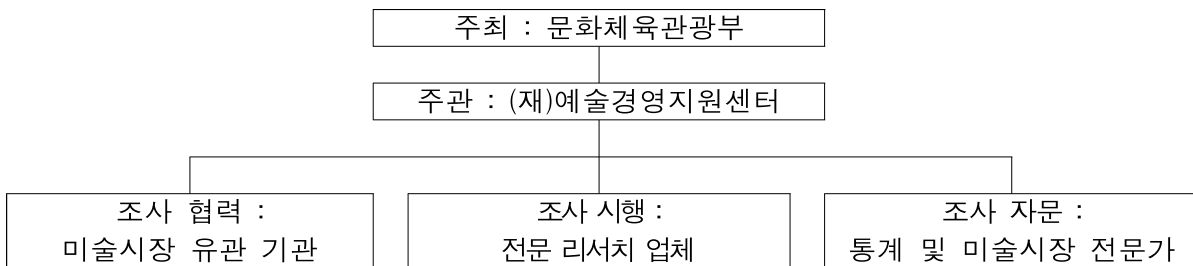 주최 : 문화체육관광부
주관 : (재)예술경영지원센터
조사 협력 :
미술시장 유관 기관
조사 시행 :
전문 리서치 업체
조사 자문 :
통계 및 미술시장 전문가